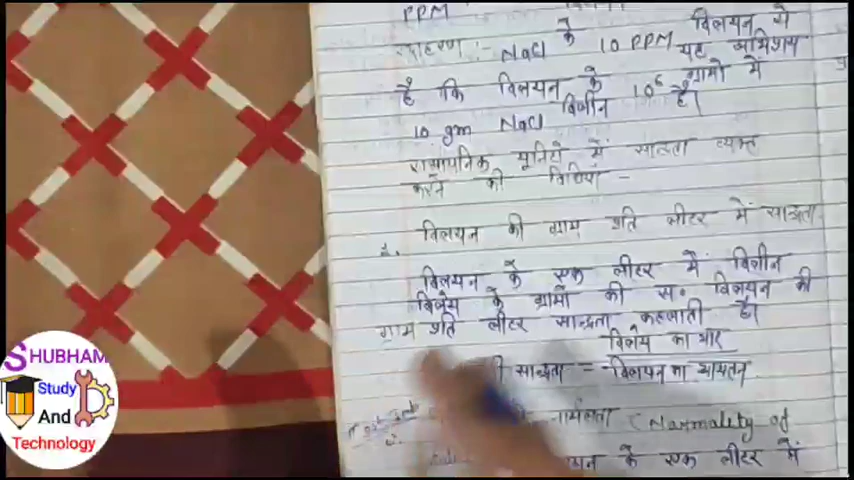 PPM
उदाहरण :- NaCl के 10 PPM विलयन से
यह अभिप्राय
है कि विलयन के 10⁶ ग्रामो में
10 gm NaCl विलीन है।
रासायनिक यूनिटो में सान्द्रता व्यक्त
करने की विधियां -
1. विलयन की ग्राम प्रति लीटर में सान्द्रता
विलयन के एक लीटर में विलीन
विलेय के ग्रामो की स॰ विलयन की
ग्राम प्रति लीटर सान्द्रता कहलाती है।
सान्द्रता = विलेय का भार
विलयन का आयतन
नार्मलता (Normality of
के एक लीटर में
SHUBHAM
Study
And
Technology